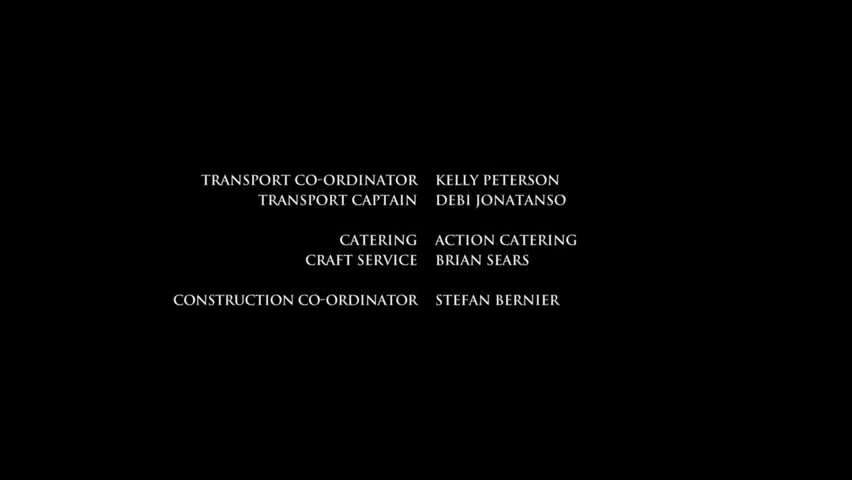 TRANSPORT CO-ORDINATOR KELLY PETERSON
TRANSPORT CAPTAIN DEBI JONATANSO
CATERING ACTION CATERING
CRAFT SERVICE BRIAN SEARS
CONSTRUCTION CO-ORDINATOR STEFAN BERNIER